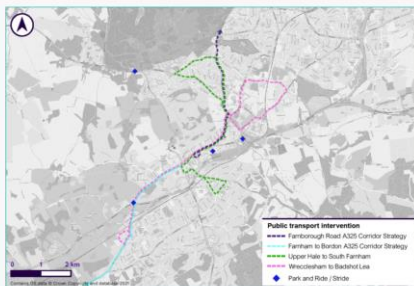 Public transport intervention
Farnborough Road A325 Corridor Strategy
Farnham to Bordon A325 Corridor Strategy
Upper Hale to South Farnham
Wrecclesham to Badshot Lea
Park and Ride / Stride
0 1 2 km